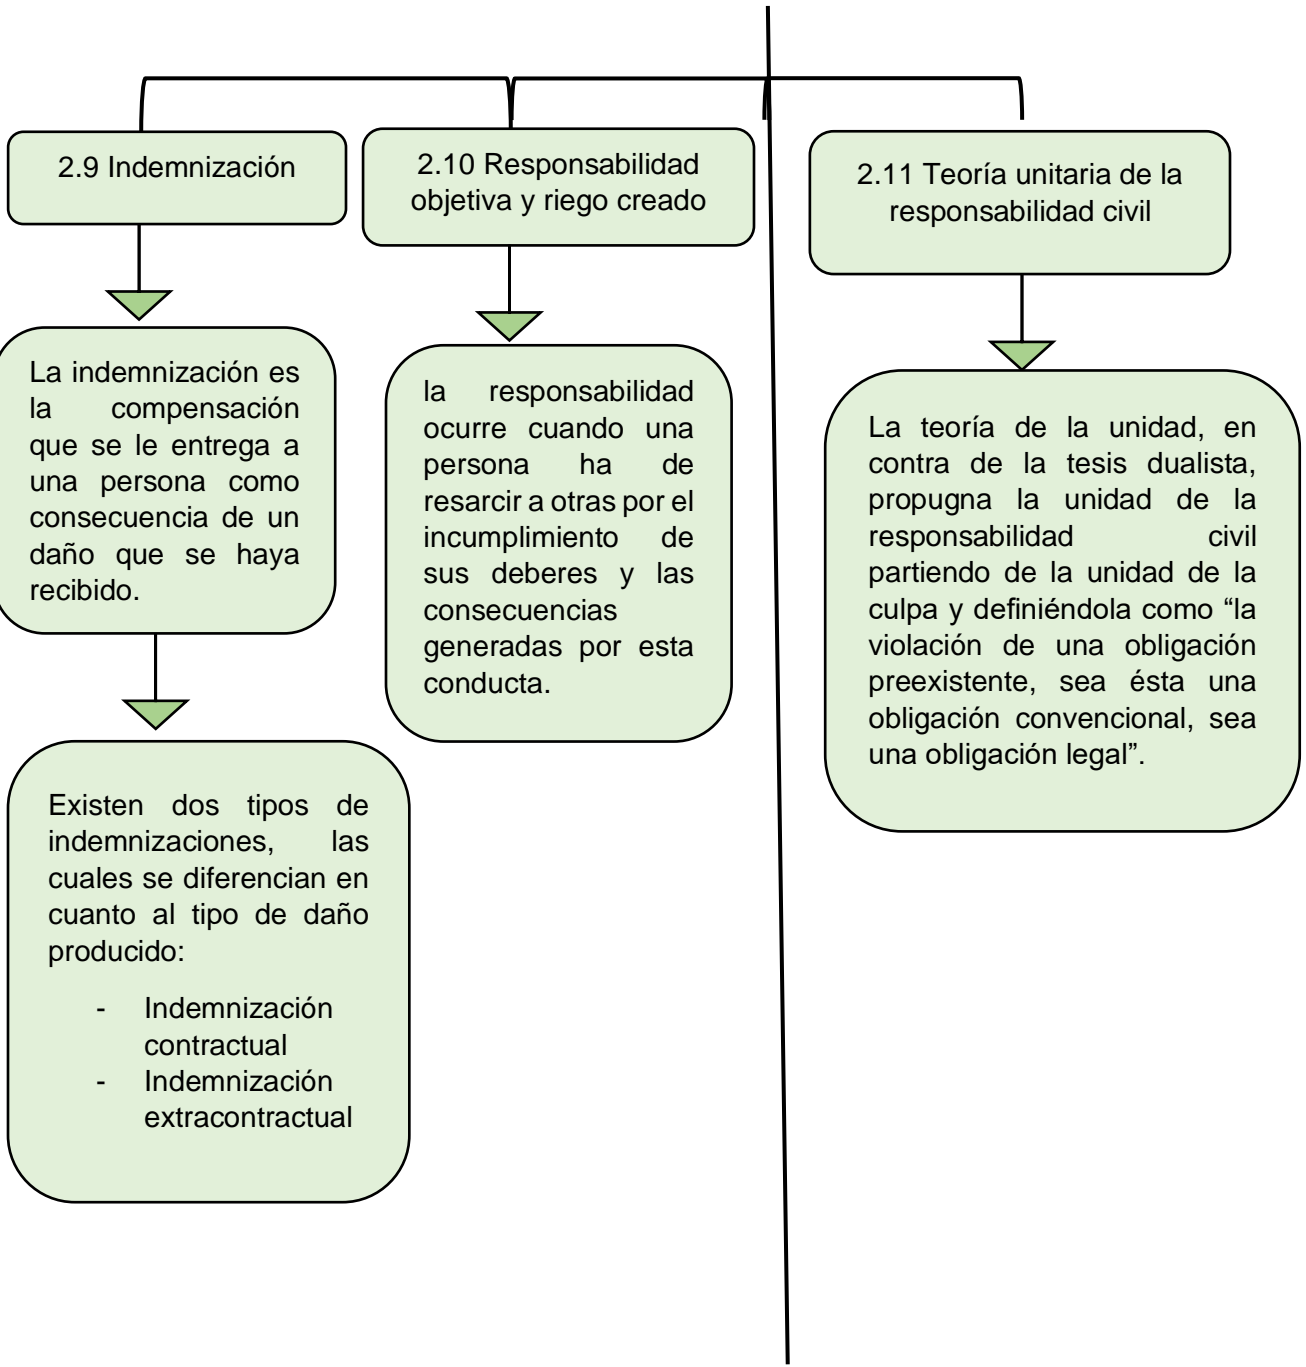 2.9 Indemnización
La indemnización es
la compensación
que se le entrega a
una persona como
consecuencia de un
daño que se haya
recibido.
Existen dos tipos de
indemnizaciones, las
cuales se diferencian en
cuanto al tipo de daño
producido:
- Indemnización
contractual
- Indemnización
extracontractual
2.10 Responsabilidad
objetiva y riego creado
la responsabilidad
ocurre cuando una
persona ha de
resarcir a otras por el
incumplimiento de
sus deberes y las
consecuencias
generadas por esta
conducta.
2.11 Teoría unitaria de la
responsabilidad civil
La teoría de la unidad, en
contra de la tesis dualista,
propugna la unidad de la
responsabilidad civil
partiendo de la unidad de la
culpa y definiéndola como “la
violación de una obligación
preexistente, sea ésta una
obligación convencional, sea
una obligación legal”.